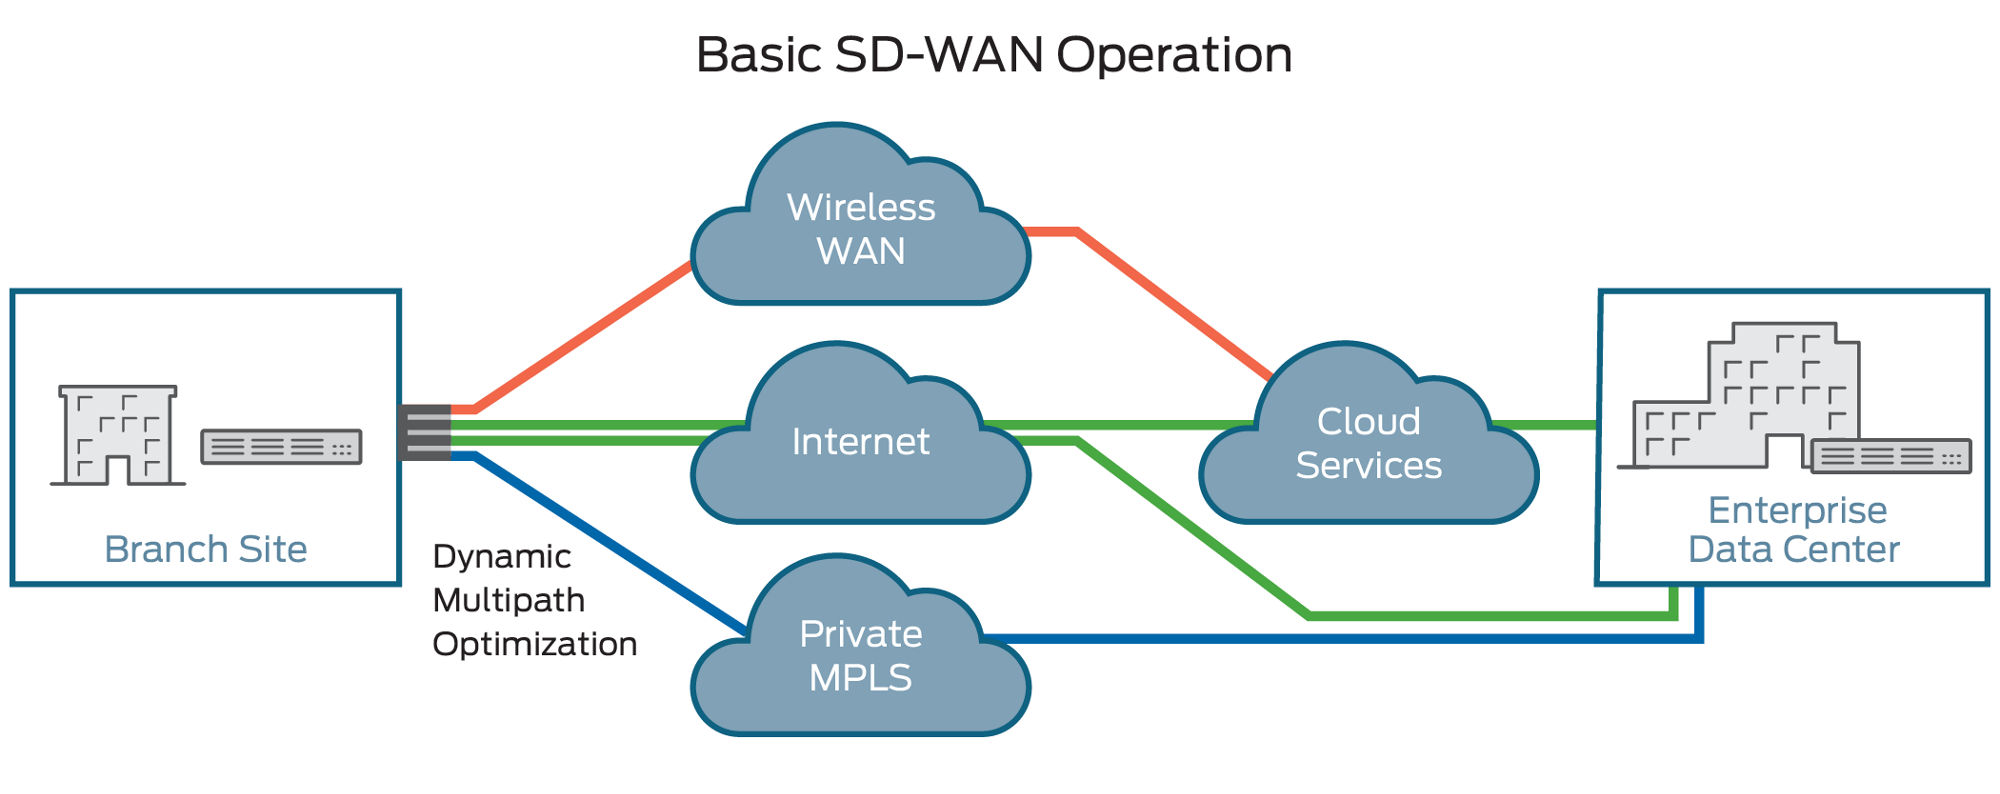 Basic SD-WAN Operation
Wireless
WAN
Internet
Cloud
Services
Branch Site
Enterprise
Data Center
Dynamic
Multipath
Optimization
Private
MPLS